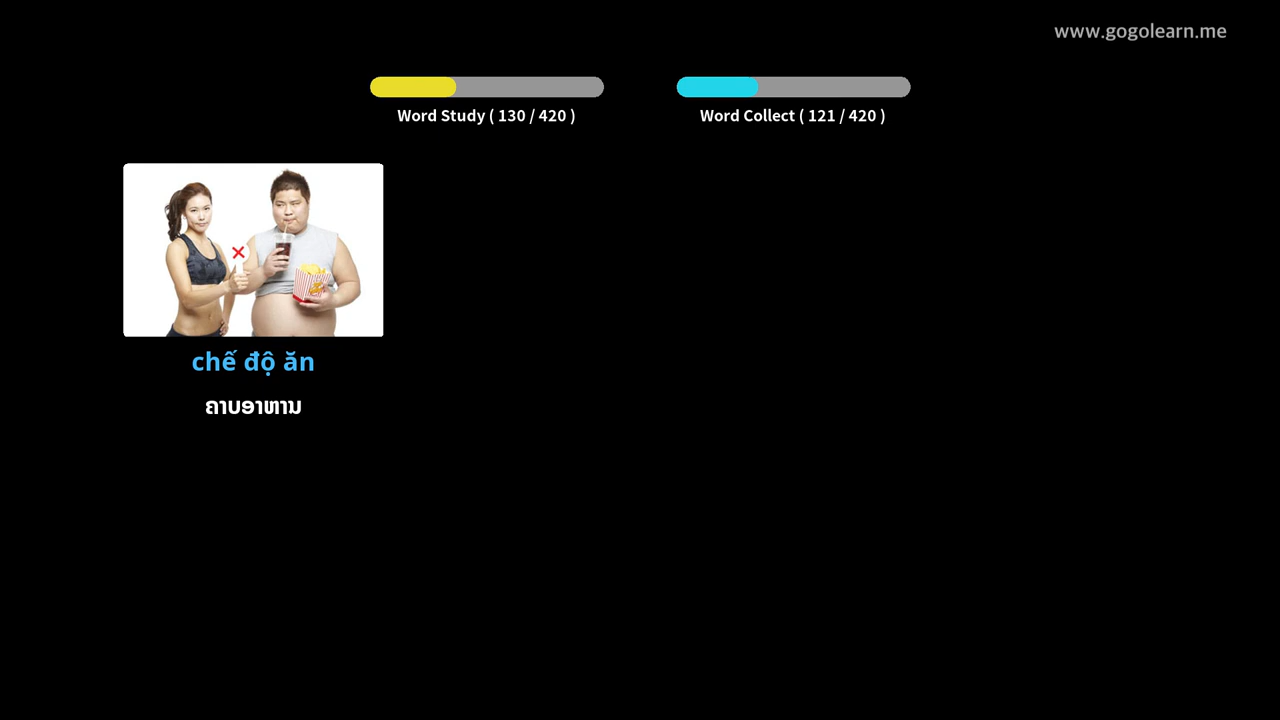 www.gogolearn.me
Word Study ( 130 / 420 )
Word Collect ( 121 / 420 )
chế độ ăn
ຄາບອາຫານ